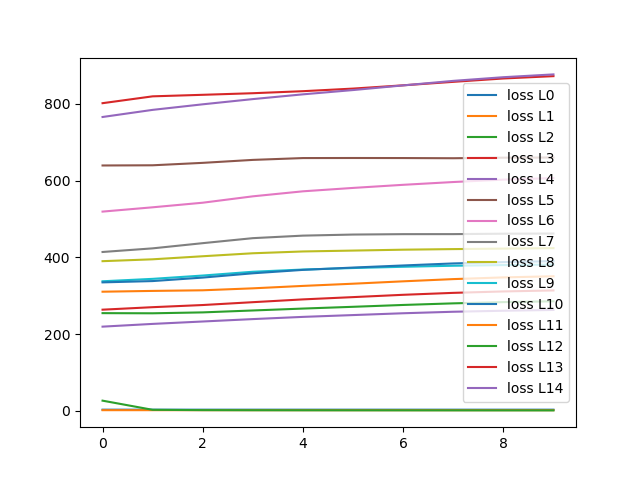 800
600
400
200
0
0 2 4 6 8
loss L0
loss L1
loss L2
loss L3
loss L4
loss L5
loss L6
loss L7
loss L8
loss L9
loss L10
loss L11
loss L12
loss L13
loss L14